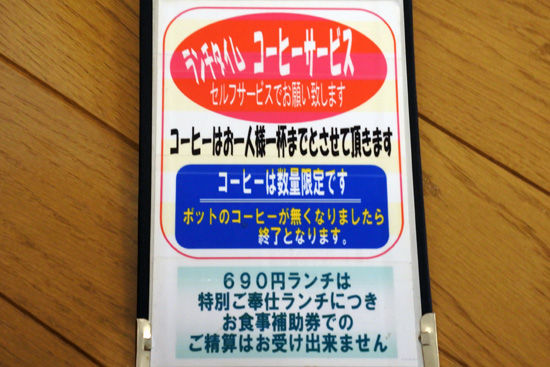 ランチタイム コーヒーサービス
セルフサービスでお願い致します
コーヒーはお一人様一杯までとさせて頂きます
コーヒーは数量限定です
ポットのコーヒーが無くなりましたら
終了となります。
690円ランチは
特別ご奉仕ランチにつき
お食事補助券での
ご精算はお受け出来ません